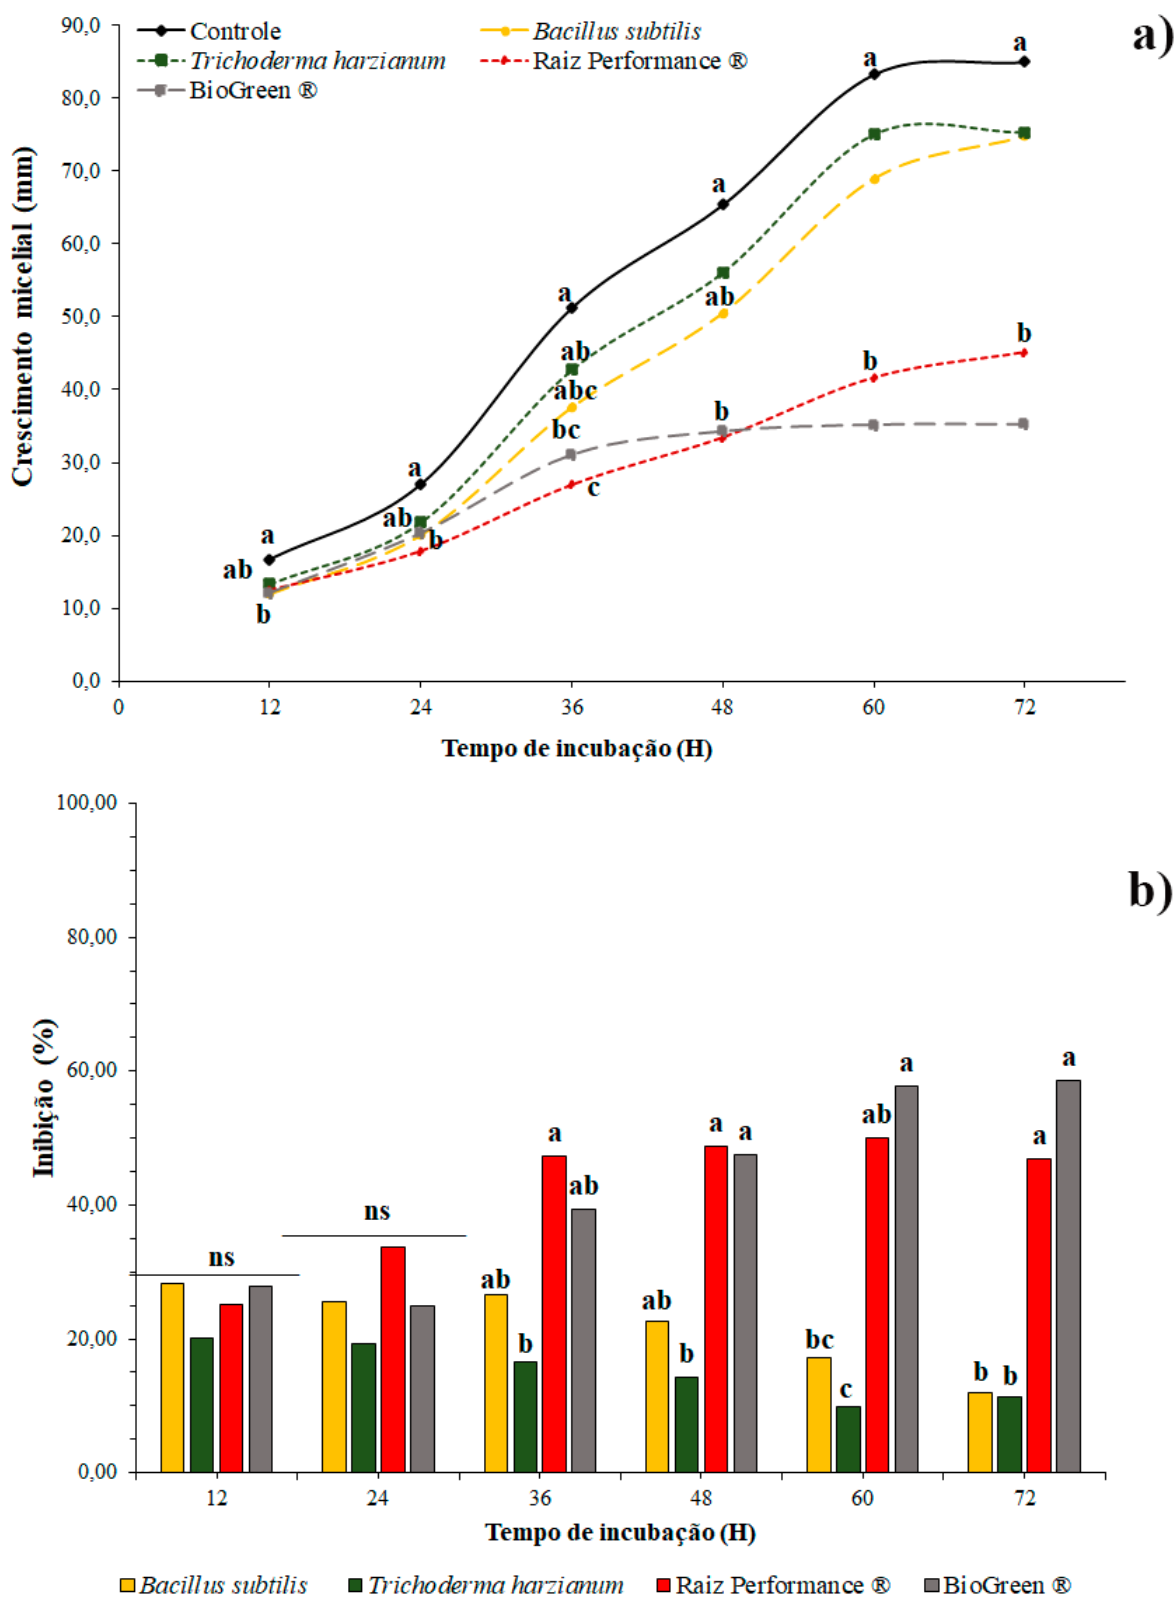 a)
Controle
Bacillus subtilis
Trichoderma harzianum
Raiz Performance ®
BioGreen ®
90,0
80,0
70,0
60,0
50,0
40,0
30,0
20,0
10,0
0,0
Crescimento micelial (mm)
a
ab
b
a
ab
b
a
ab
abc
bc
c
a
ab
b
a
b
a
b
0
12
24
36
48
60
72
Tempo de incubação (H)
b)
100,00
80,00
60,00
40,00
20,00
0,00
Inibição (%)
ns
ns
ab
b
a
ab
ab
b
a
a
bc
c
ab
a
b
b
a
a
12
24
36
48
60
72
Tempo de incubação (H)
Bacillus subtilis
Trichoderma harzianum
Raiz Performance ®
BioGreen ®